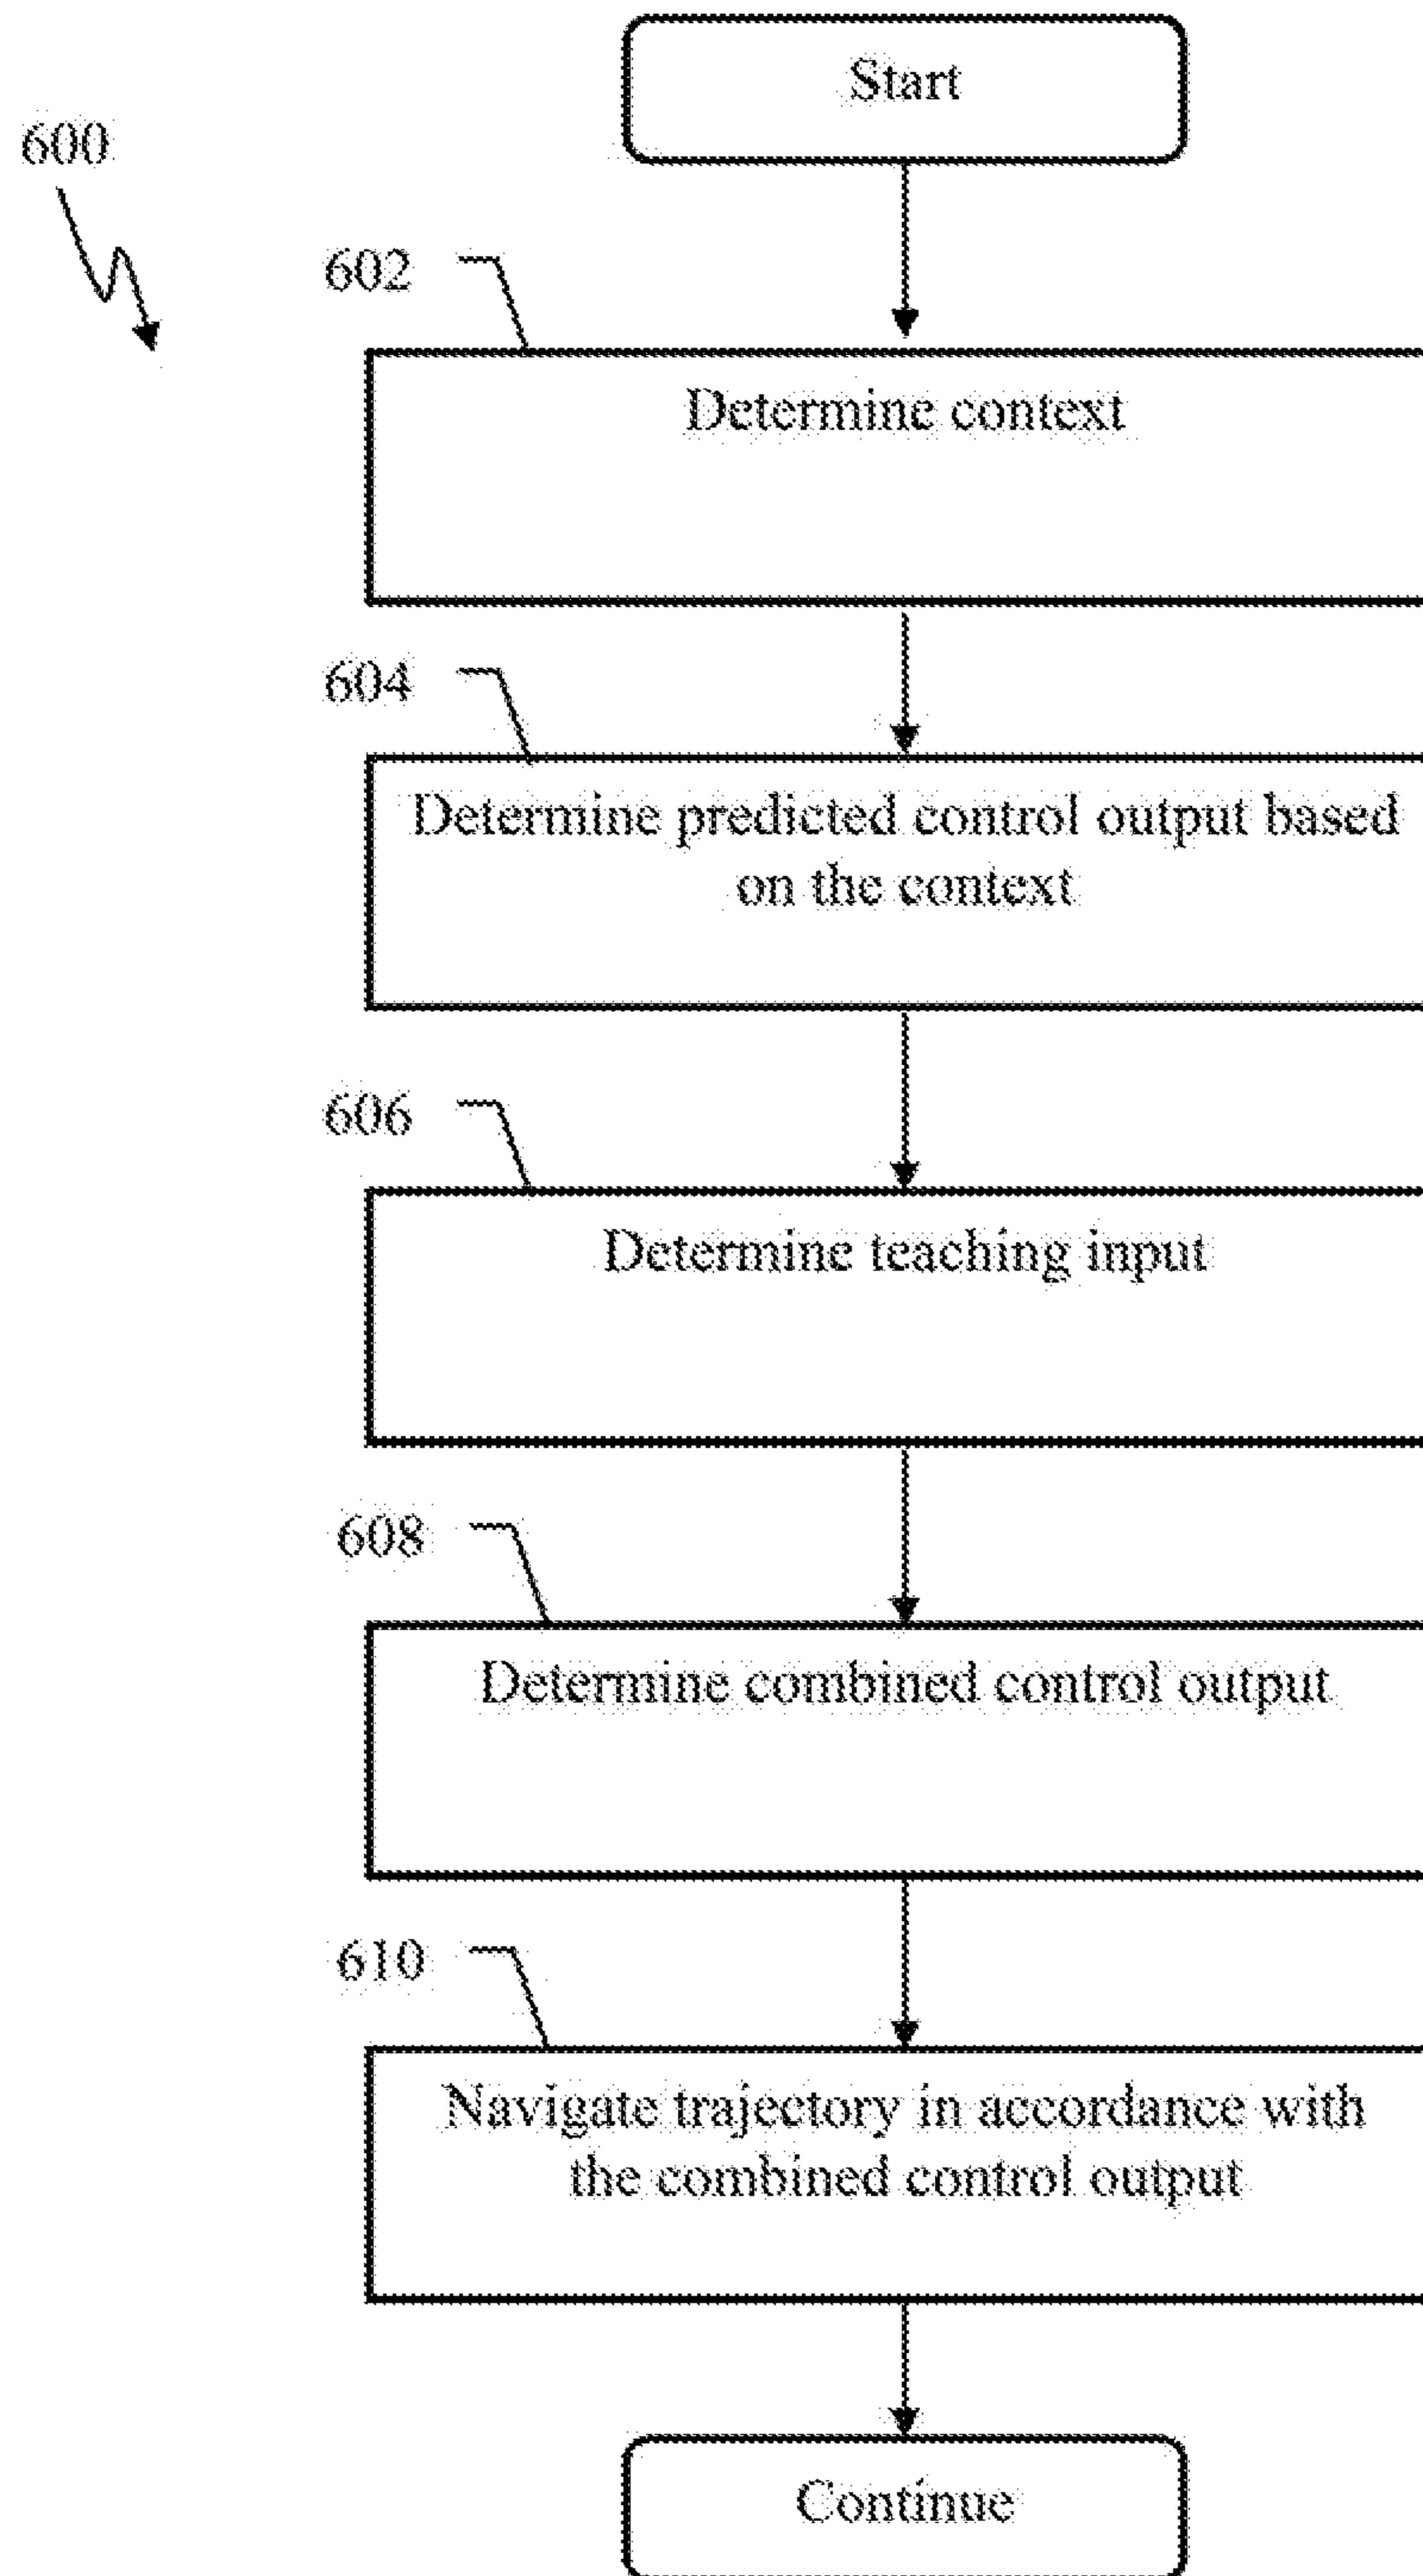 Start
600
602
Determine context
604
Determine predicted control output based
on the context
606
Determine teaching input
608
Determine combined control output
610
Navigate trajectory in accordance with
the combined control output
Continue